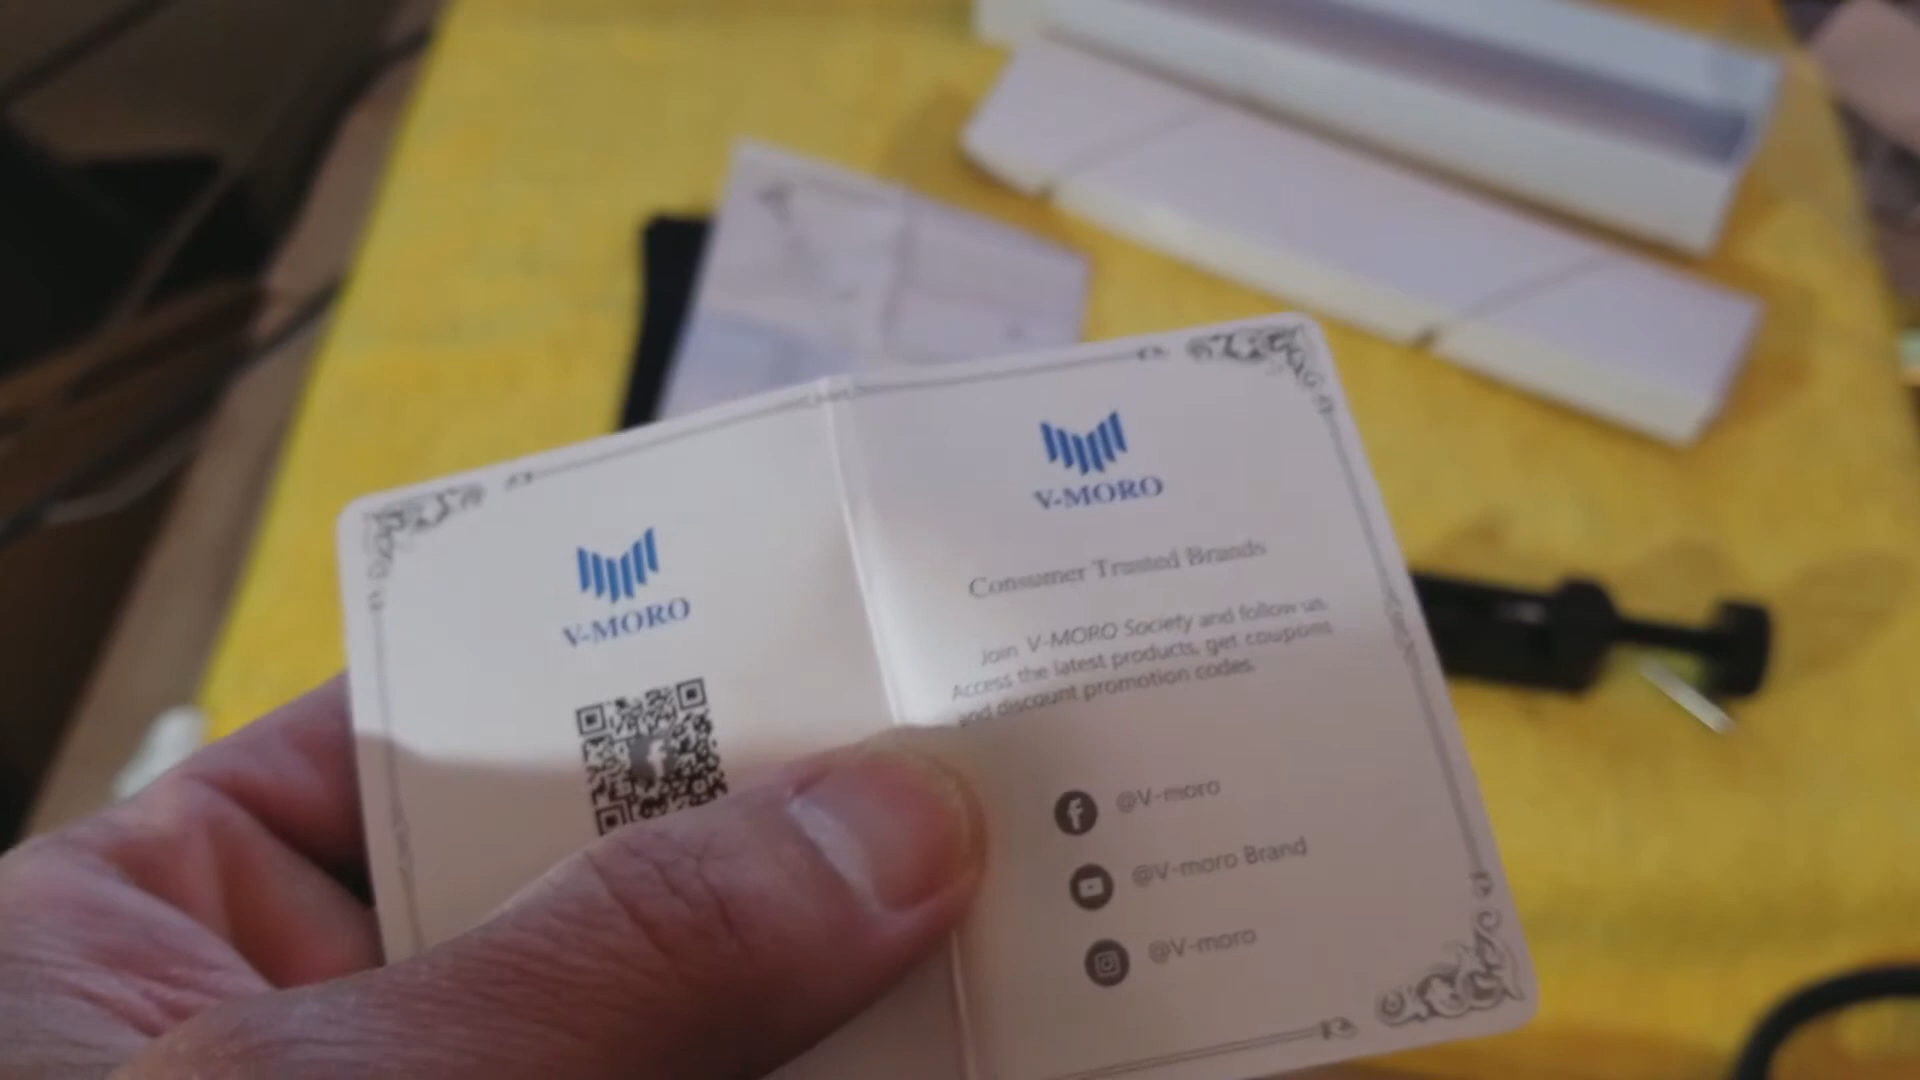 V-MORO
V-MORO
Consumer Trusted Brands
Join V-MORO Society and follow us.
Access the latest products, get coupons
and discount promotion codes.
@V-moro
@V-moro Brand
@V-moro